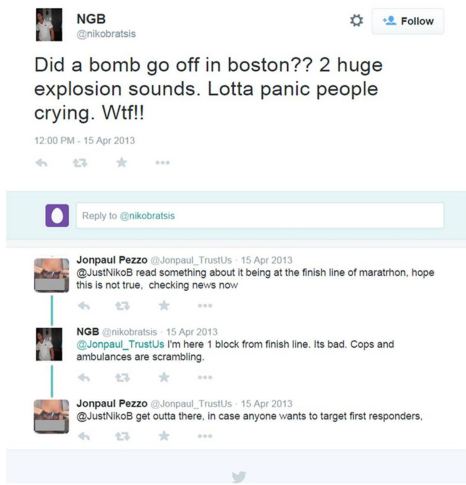 NGB
@nikobratsis
Follow
Did a bomb go off in boston?? 2 huge
explosion sounds. Lotta panic people
crying. Wtf!!
12:00 PM - 15 Apr 2013
Reply to @nikobratsis
Jonpaul Pezzo @Jonpaul_TrustUs · 15 Apr 2013
@JustNikoB read something about it being at the finish line of maratrhon, hope
this is not true, checking news now
NGB @nikobratsis · 15 Apr 2013
@Jonpaul_TrustUs I'm here 1 block from finish line. Its bad. Cops and
ambulances are scrambling.
Jonpaul Pezzo @Jonpaul_TrustUs · 15 Apr 2013
@JustNikoB get outta there, in case anyone wants to target first responders,